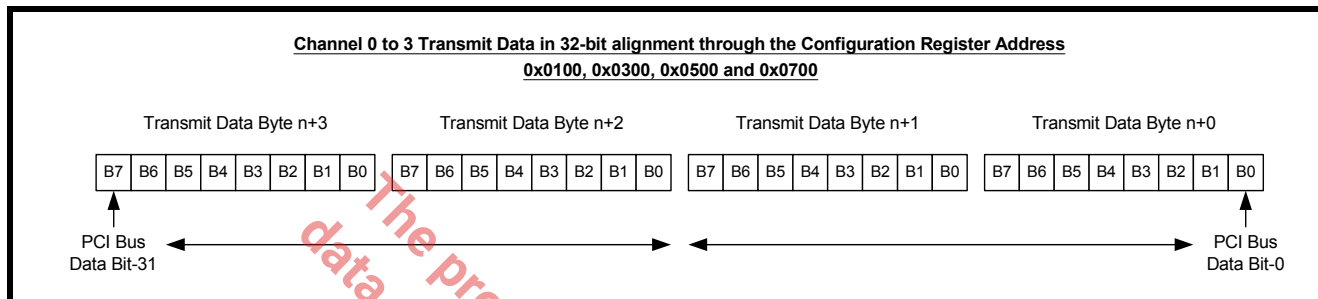 Channel 0 to 3 Transmit Data in 32-bit alignment through the Configuration Register Address
0x0100, 0x0300, 0x0500 and 0x0700
Transmit Data Byte n+3 Transmit Data Byte n+2 Transmit Data Byte n+1 Transmit Data Byte n+0
B7 B6 B5 B4 B3 B2 B1 B0 B7 B6 B5 B4 B3 B2 B1 B0 B7 B6 B5 B4 B3 B2 B1 B0 B7 B6 B5 B4 B3 B2 B1 B0
PCI Bus PCI Bus
Data Bit-31 Data Bit-0
The
data